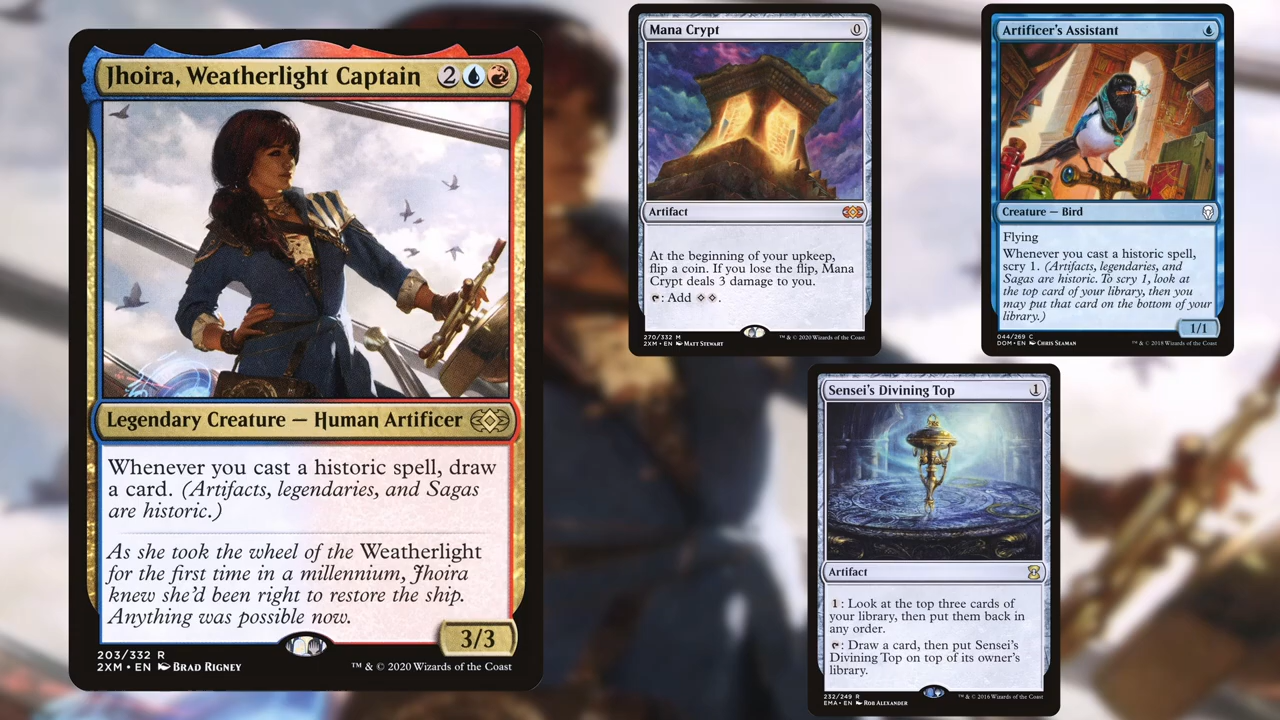 Jhoira, Weatherlight Captain 2
Legendary Creature — Human Artificer
Whenever you cast a historic spell, draw
a card. (Artifacts, legendaries, and Sagas
are historic.)
As she took the wheel of the Weatherlight
for the first time in a millennium, Jhoira
knew she'd been right to restore the ship.
Anything was possible now.
3/3
203/332 R
2XM • EN BRAD RIGNEY
™ & © 2020 Wizards of the Coast
Mana Crypt 0
Artifact
At the beginning of your upkeep,
flip a coin. If you lose the flip, Mana
Crypt deals 3 damage to you.
: Add .
270/332 M
2XM • EN MATT STEWART
™ & © 2020 Wizards of the Coast
Artificer's Assistant
Creature — Bird
Flying
Whenever you cast a historic spell,
scry 1. (Artifacts, legendaries, and
Sagas are historic. To scry 1, look at
the top card of your library, then you
may put that card on the bottom of your
library.)
1/1
044/269 C
DOM • EN CHRIS SEAMAN
™ & © 2018 Wizards of the Coast
Sensei's Divining Top 1
Artifact
1: Look at the top three cards of
your library, then put them back in
any order.
: Draw a card, then put Sensei's
Divining Top on top of its owner's
library.
232/249 R
EMA • EN ROB ALEXANDER
™ & © 2016 Wizards of the Coast